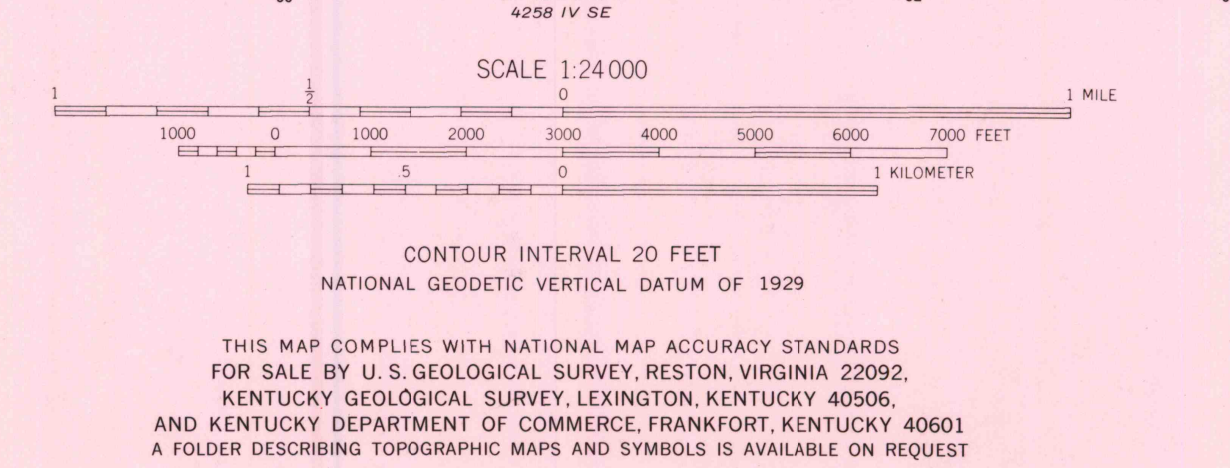 4258 IV SE
SCALE 1:24 000
1 1/2 0 1 MILE
1000 0 1000 2000 3000 4000 5000 6000 7000 FEET
1 .5 0 1 KILOMETER
CONTOUR INTERVAL 20 FEET
NATIONAL GEODETIC VERTICAL DATUM OF 1929
THIS MAP COMPLIES WITH NATIONAL MAP ACCURACY STANDARDS
FOR SALE BY U. S. GEOLOGICAL SURVEY, RESTON, VIRGINIA 22092,
KENTUCKY GEOLOGICAL SURVEY, LEXINGTON, KENTUCKY 40506,
AND KENTUCKY DEPARTMENT OF COMMERCE, FRANKFORT, KENTUCKY 40601
A FOLDER DESCRIBING TOPOGRAPHIC MAPS AND SYMBOLS IS AVAILABLE ON REQUEST